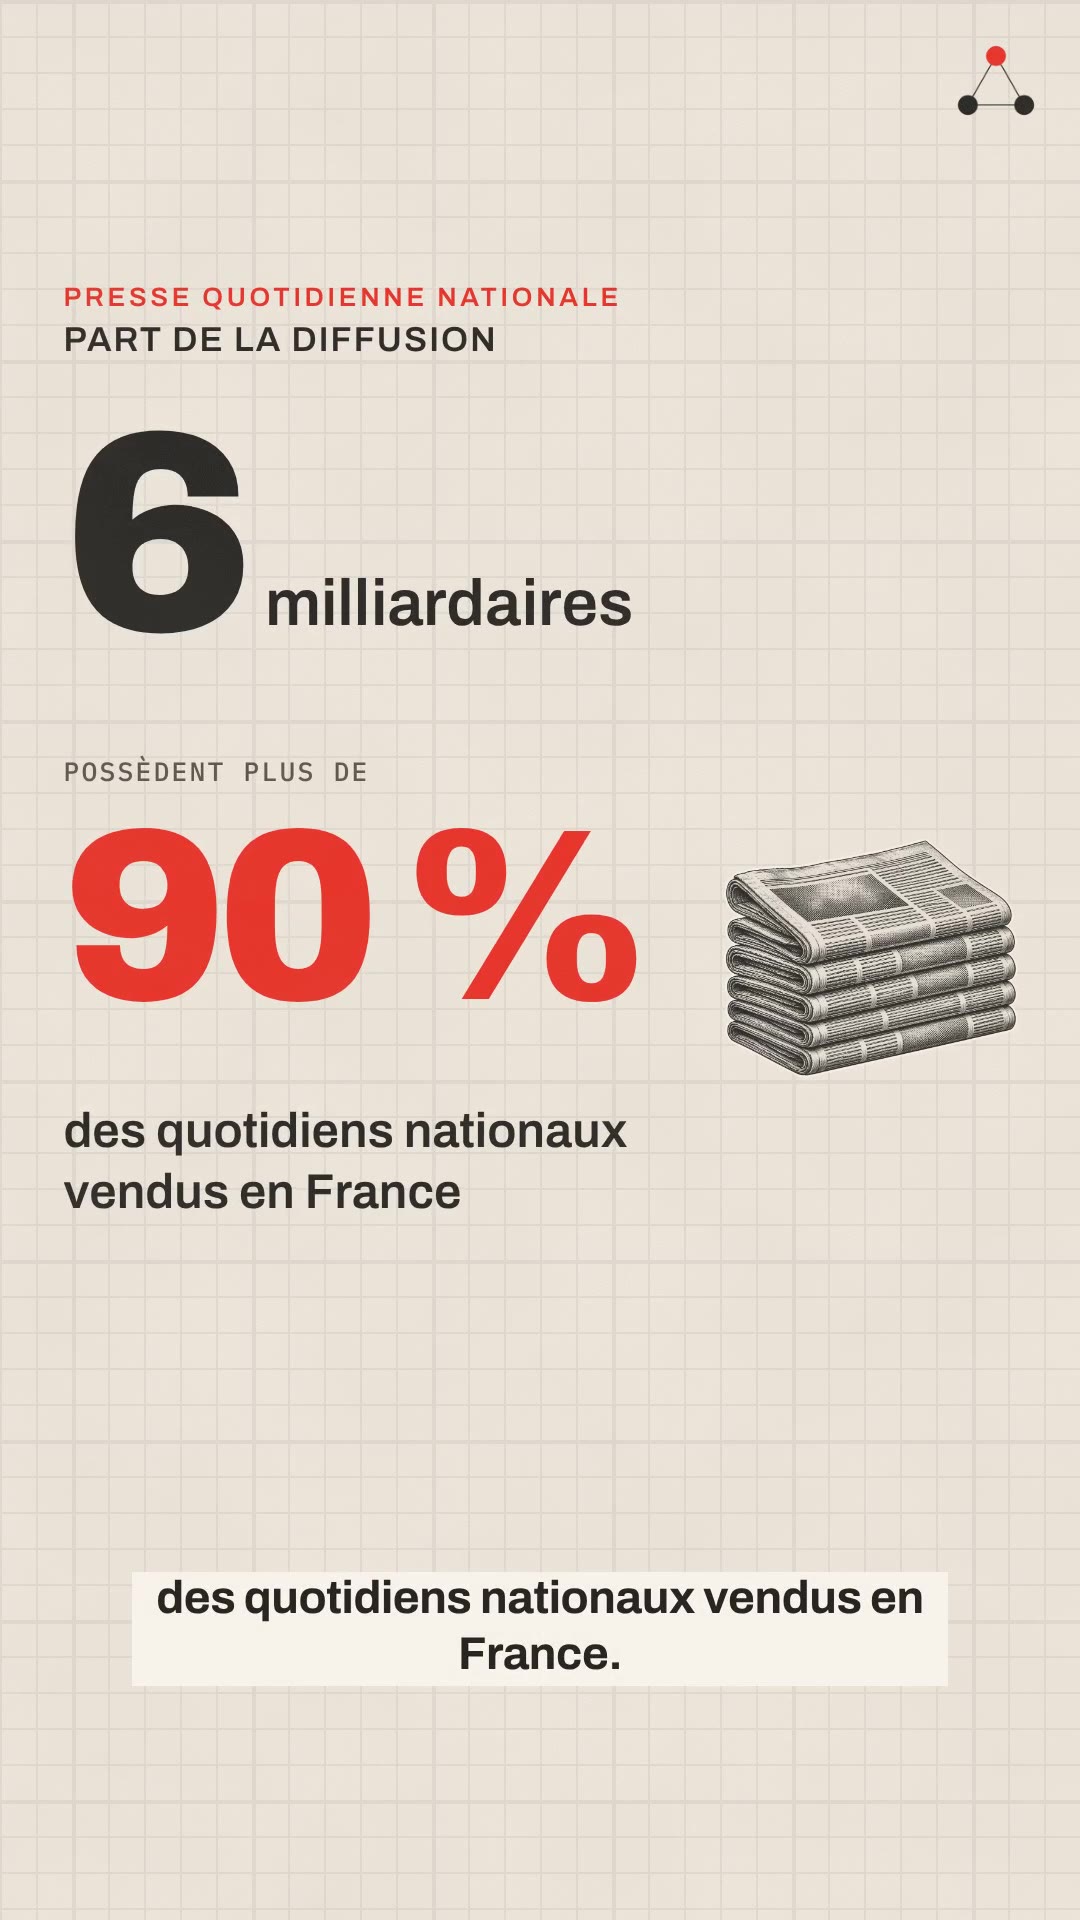 PRESSE QUOTIDIENNE NATIONALE
PART DE LA DIFFUSION
6 milliardaires
POSSÈDENT PLUS DE
90 %
des quotidiens nationaux
vendus en France
des quotidiens nationaux vendus en
France.